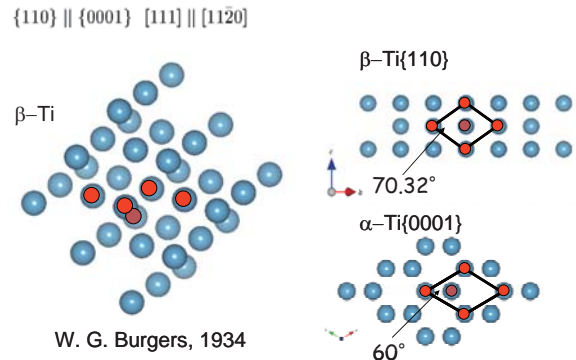 {110} || {0001}  [111] || [112̄0]
β–Ti
W. G. Burgers, 1934
β–Ti{110}
70.32°
α–Ti{0001}
60°